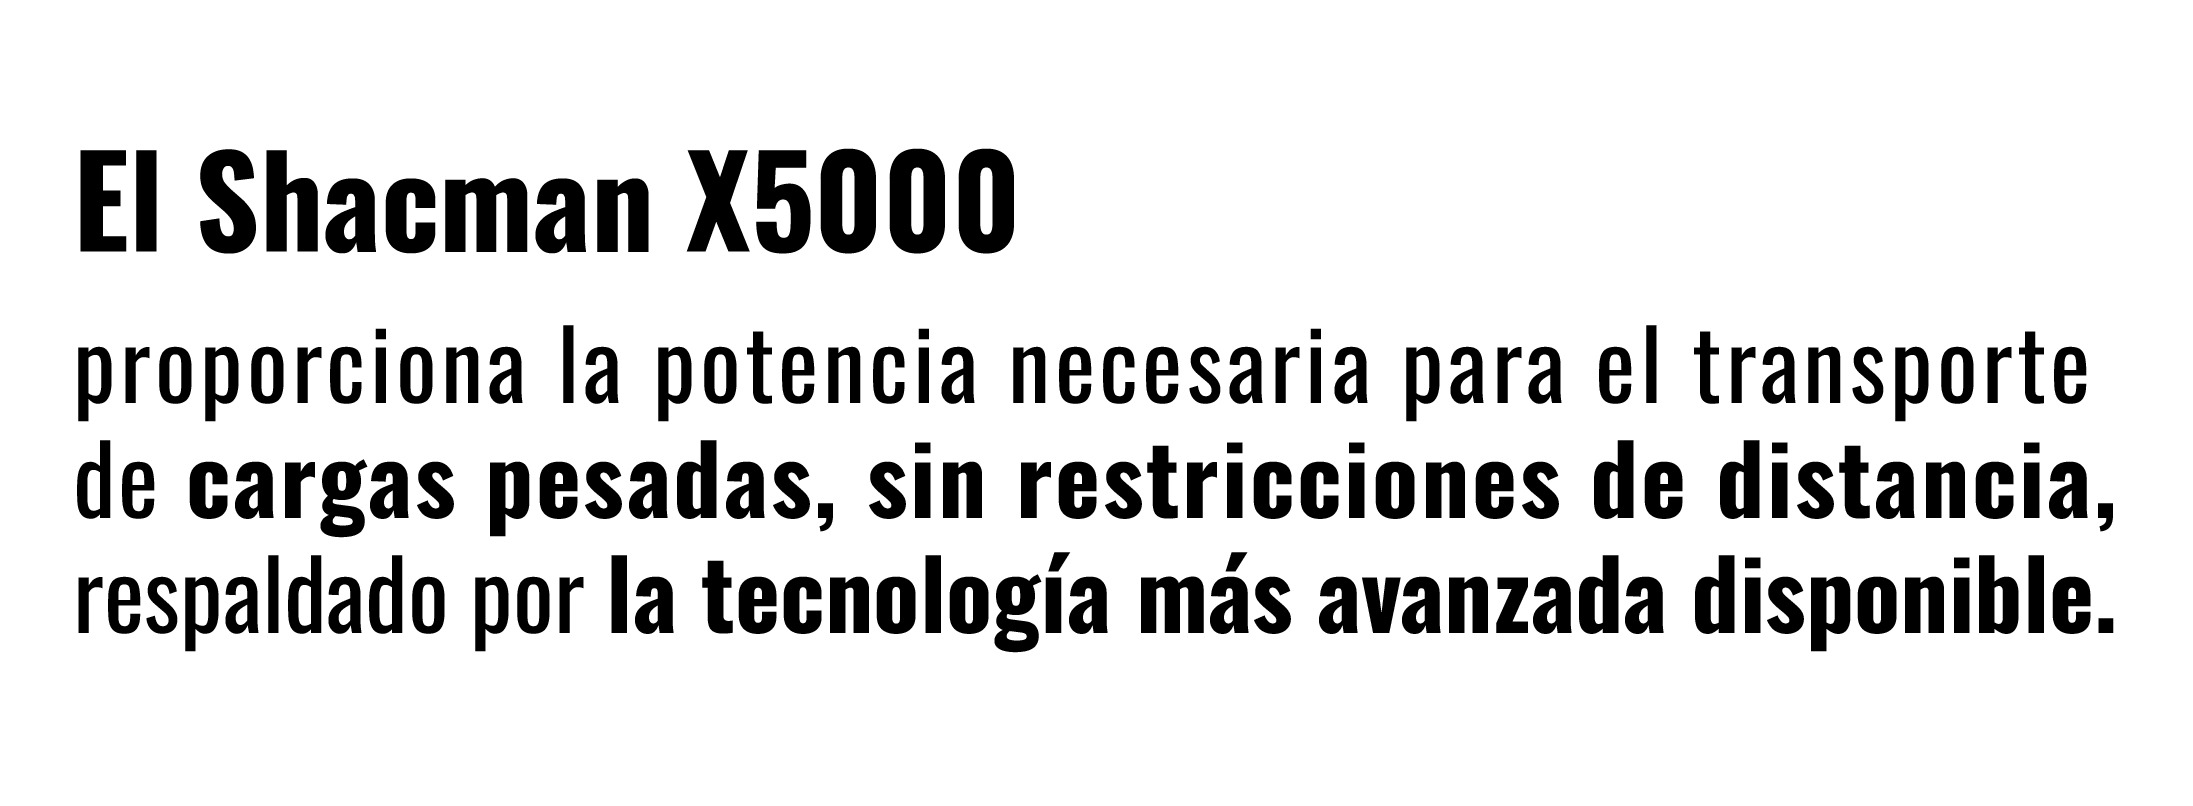 El Shacman X5000
proporciona la potencia necesaria para el transporte
de cargas pesadas, sin restricciones de distancia,
respaldado por la tecnología más avanzada disponible.